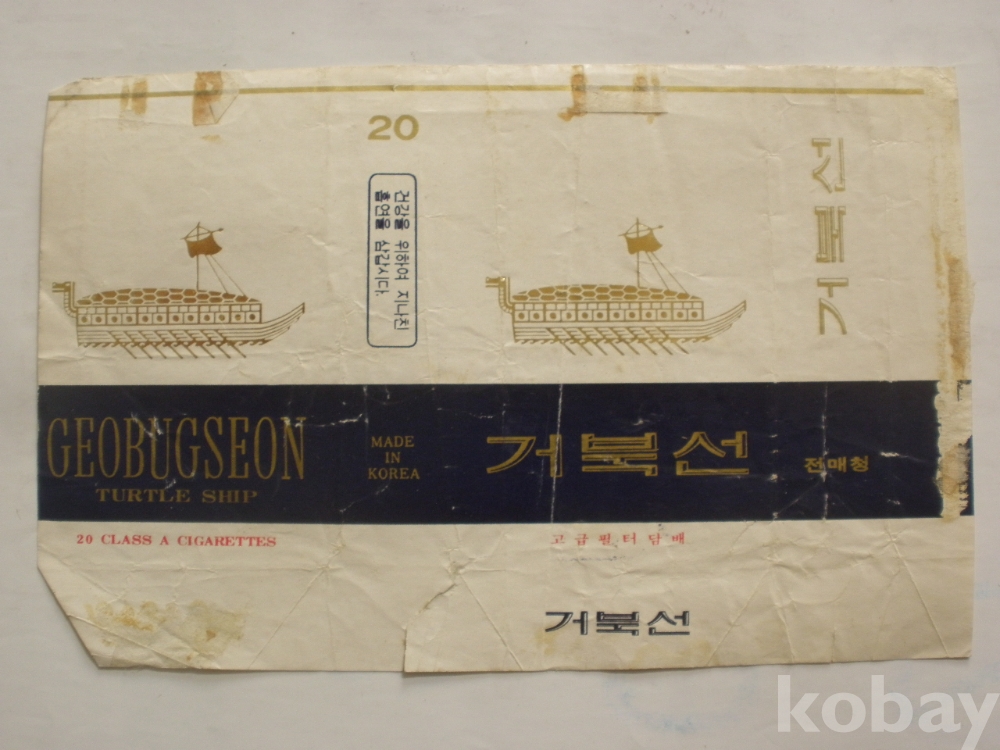 20
건강을 위하여 지나친
흡연을 삼갑시다.
거북선
GEOBUGSEON
TURTLE SHIP
MADE
IN
KOREA
거북선
전매청
20 CLASS A CIGARETTES
고급필터담배
거북선
kobay